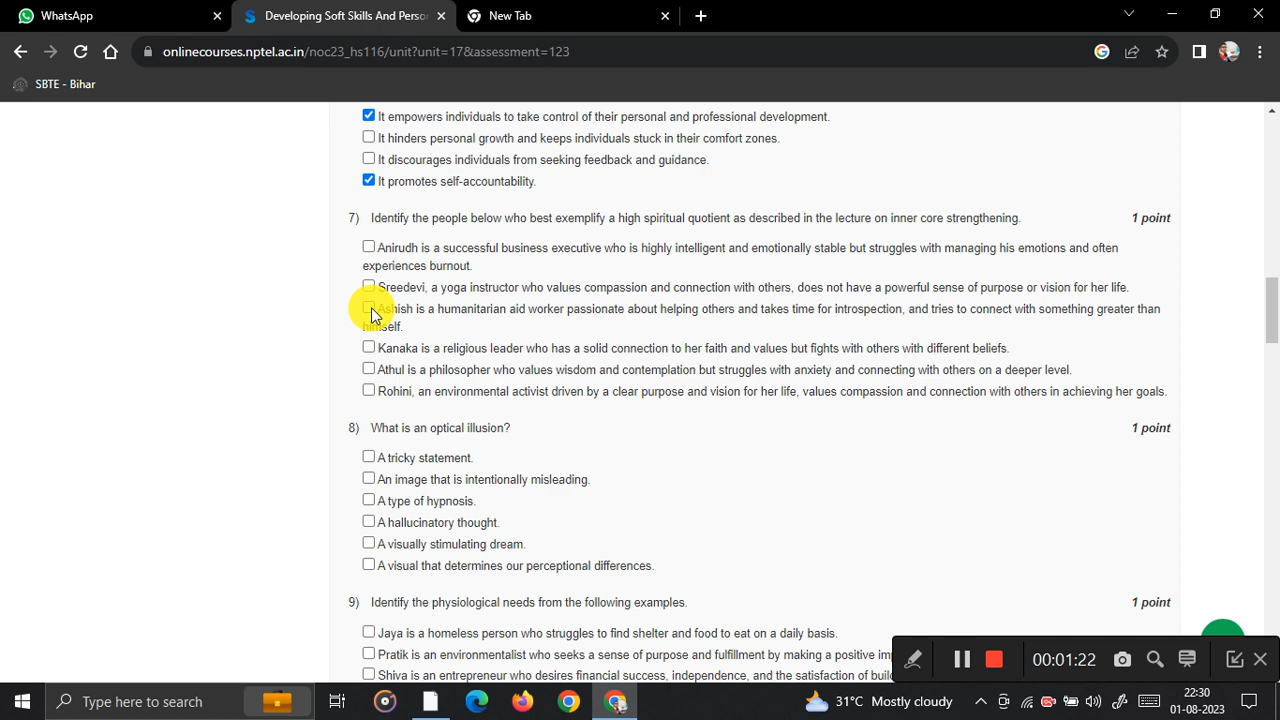 WhatsApp
Developing Soft Skills And Perso
New Tab
onlinecourses.nptel.ac.in/noc23_hs116/unit?unit=17&assessment=123
SBTE - Bihar
It empowers individuals to take control of their personal and professional development.
It hinders personal growth and keeps individuals stuck in their comfort zones.
It discourages individuals from seeking feedback and guidance.
It promotes self-accountability.
7) Identify the people below who best exemplify a high spiritual quotient as described in the lecture on inner core strengthening. 1 point
Anirudh is a successful business executive who is highly intelligent and emotionally stable but struggles with managing his emotions and often
experiences burnout.
Sreedevi, a yoga instructor who values compassion and connection with others, does not have a powerful sense of purpose or vision for her life.
Ashish is a humanitarian aid worker passionate about helping others and takes time for introspection, and tries to connect with something greater than
himself.
Kanaka is a religious leader who has a solid connection to her faith and values but fights with others with different beliefs.
Athul is a philosopher who values wisdom and contemplation but struggles with anxiety and connecting with others on a deeper level.
Rohini, an environmental activist driven by a clear purpose and vision for her life, values compassion and connection with others in achieving her goals.
8) What is an optical illusion? 1 point
A tricky statement.
An image that is intentionally misleading.
A type of hypnosis.
A hallucinatory thought.
A visually stimulating dream.
A visual that determines our perceptional differences.
9) Identify the physiological needs from the following examples. 1 point
Jaya is a homeless person who struggles to find shelter and food to eat on a daily basis.
Pratik is an environmentalist who seeks a sense of purpose and fulfillment by making a positive im
Shiva is an entrepreneur who desires financial success, independence, and the satisfaction of buil
00:01:22
Type here to search
31°C Mostly cloudy
22:30
01-08-2023